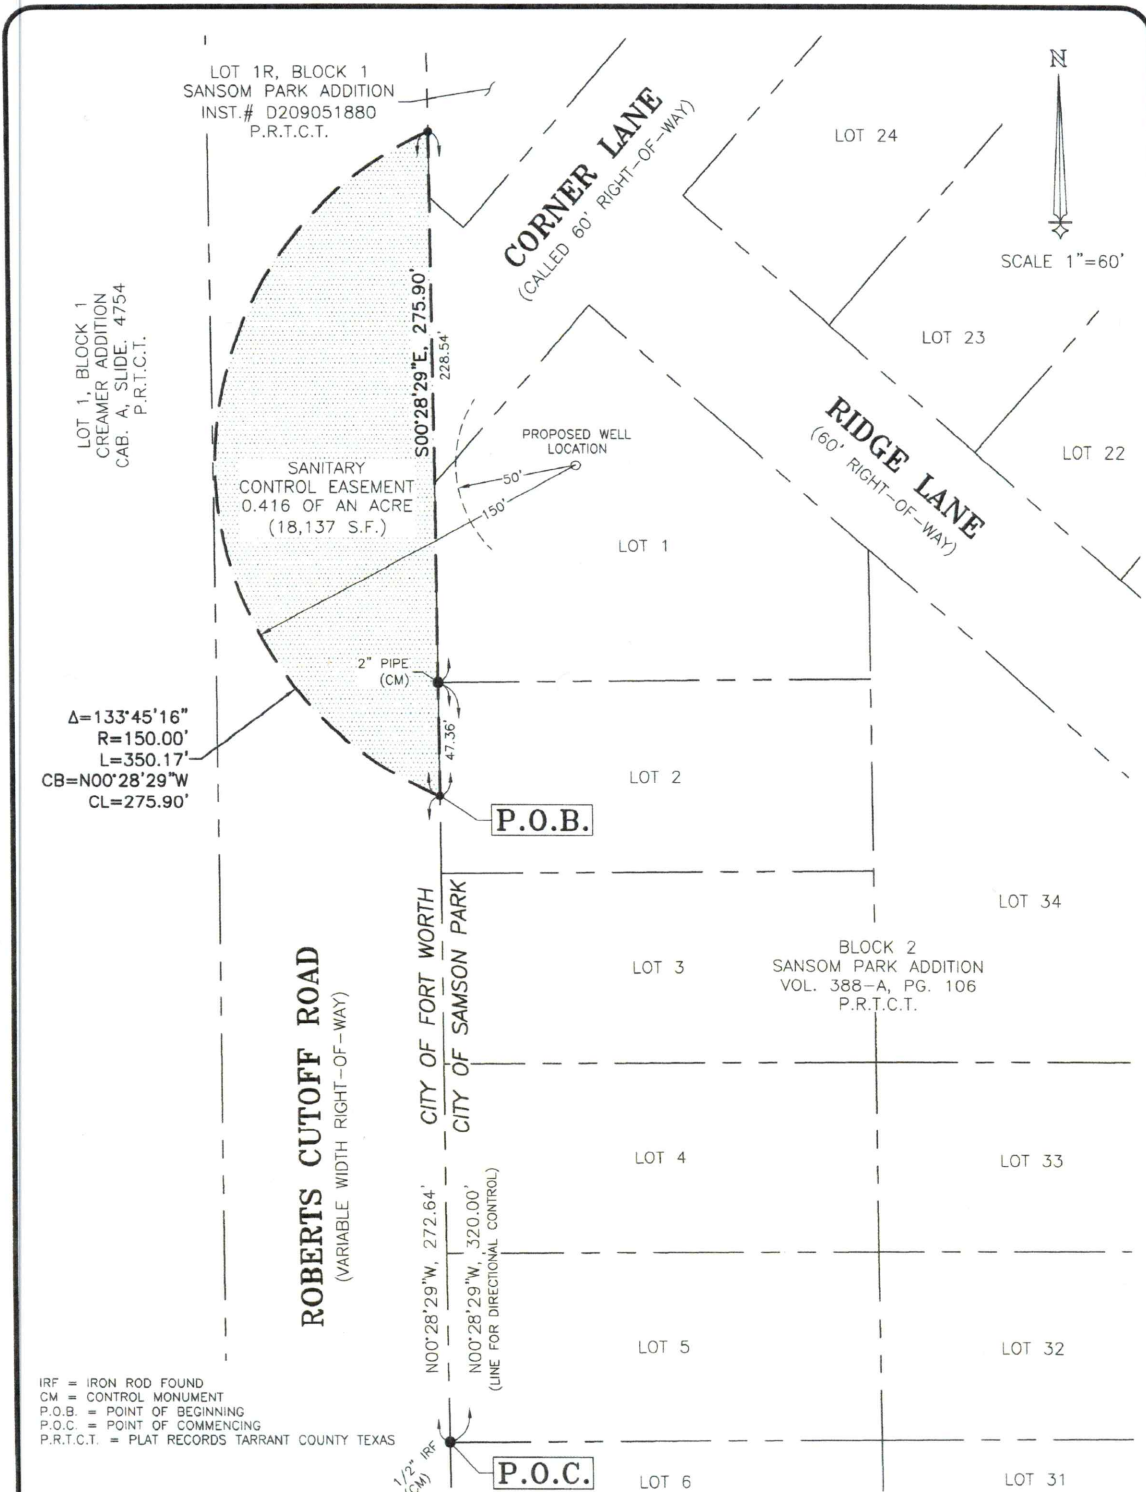 LOT 1R, BLOCK 1
SANSOM PARK ADDITION
INST.# D209051880
P.R.T.C.T.
N
SCALE 1"=60'
CORNER LANE
(CALLED 60' RIGHT-OF-WAY)
LOT 24
LOT 23
LOT 22
RIDGE LANE
(60' RIGHT-OF-WAY)
LOT 1, BLOCK 1
CREAMER ADDITION
CAB. A, SLIDE. 4754
P.R.T.C.T.
S00°28'29"E, 275.90'
228.54'
PROPOSED WELL
LOCATION
50'
150'
SANITARY
CONTROL EASEMENT
0.416 OF AN ACRE
(18,137 S.F.)
LOT 1
2" PIPE
(CM)
47.36'
Δ=133°45'16"
R=150.00'
L=350.17'
CB=N00°28'29"W
CL=275.90'
LOT 2
P.O.B.
CITY OF FORT WORTH
CITY OF SAMSON PARK
LOT 34
LOT 3
BLOCK 2
SANSOM PARK ADDITION
VOL. 388-A, PG. 106
P.R.T.C.T.
ROBERTS CUTOFF ROAD
(VARIABLE WIDTH RIGHT-OF-WAY)
LOT 4
LOT 33
N00°28'29"W, 272.64'
N00°28'29"W, 320.00'
(LINE FOR DIRECTIONAL CONTROL)
LOT 5
LOT 32
IRF = IRON ROD FOUND
CM = CONTROL MONUMENT
P.O.B. = POINT OF BEGINNING
P.O.C. = POINT OF COMMENCING
P.R.T.C.T. = PLAT RECORDS TARRANT COUNTY TEXAS
1/2" IRF
(CM)
P.O.C.
LOT 6
LOT 31